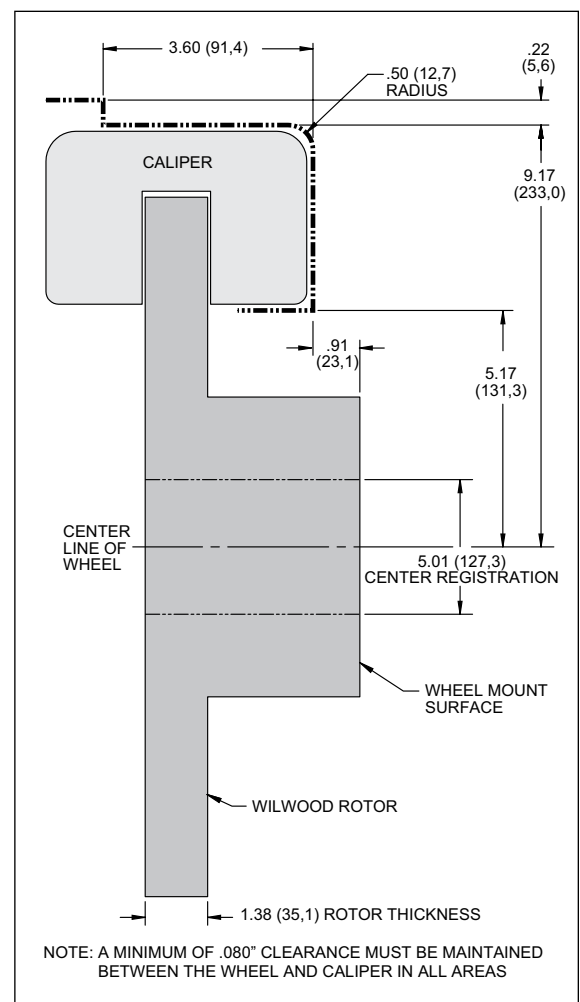 3.60 (91,4)
.22
(5,6)
.50 (12,7)
RADIUS
CALIPER
9.17
(233,0)
.91
(23,1)
5.17
(131,3)
CENTER
LINE OF
WHEEL
5.01 (127,3)
CENTER REGISTRATION
WHEEL MOUNT
SURFACE
WILWOOD ROTOR
1.38 (35,1) ROTOR THICKNESS
NOTE: A MINIMUM OF .080" CLEARANCE MUST BE MAINTAINED
BETWEEN THE WHEEL AND CALIPER IN ALL AREAS